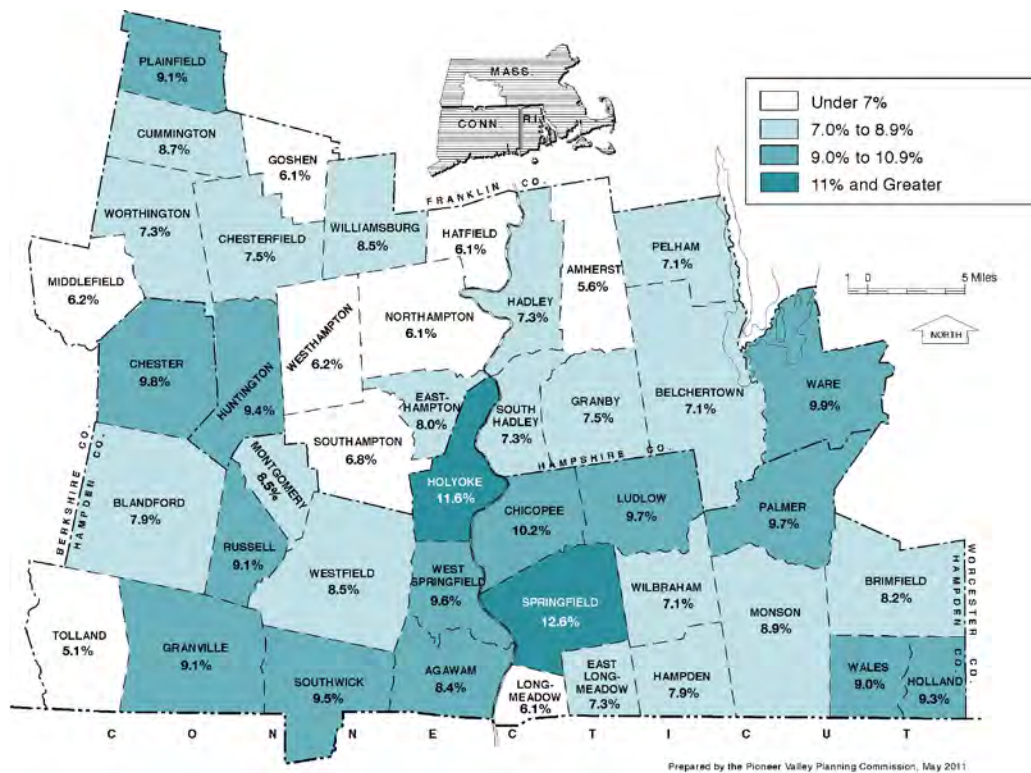 PLAINFIELD
9.1%
CUMMINGTON
8.7%
GOSHEN
6.1%
MASS.
CONN.
R.I.
Under 7%
7.0% to 8.9%
9.0% to 10.9%
11% and Greater
WORTHINGTON
7.3%
CHESTERFIELD
7.5%
WILLIAMSBURG
8.5%
FRANKLIN CO.
HATFIELD
6.1%
AMHERST
5.6%
PELHAM
7.1%
MIDDLEFIELD
6.2%
HADLEY
7.3%
1 0 5 Miles
NORTH
NORTHAMPTON
6.1%
WESTHAMPTON
6.2%
CHESTER
9.8%
HUNTINGTON
9.4%
EAST-
HAMPTON
8.0%
SOUTH
HADLEY
7.3%
GRANBY
7.5%
BELCHERTOWN
7.1%
WARE
9.9%
SOUTHAMPTON
6.8%
MONTGOMERY
8.5%
HAMPSHIRE CO.
BERKSHIRE CO.
HAMPDEN CO.
BLANDFORD
7.9%
HOLYOKE
11.6%
CHICOPEE
10.2%
LUDLOW
9.7%
PALMER
9.7%
RUSSELL
9.1%
WESTFIELD
8.5%
WEST
SPRINGFIELD
9.6%
SPRINGFIELD
12.6%
WILBRAHAM
7.1%
MONSON
8.9%
BRIMFIELD
8.2%
HAMPDEN CO.
WORCESTER CO.
TOLLAND
5.1%
GRANVILLE
9.1%
SOUTHWICK
9.5%
AGAWAM
8.4%
LONG-
MEADOW
6.1%
EAST
LONG-
MEADOW
7.3%
HAMPDEN
7.9%
WALES
9.0%
HOLLAND
9.3%
CONNECTICUT
Prepared by the Pioneer Valley Planning Commission, May 2011